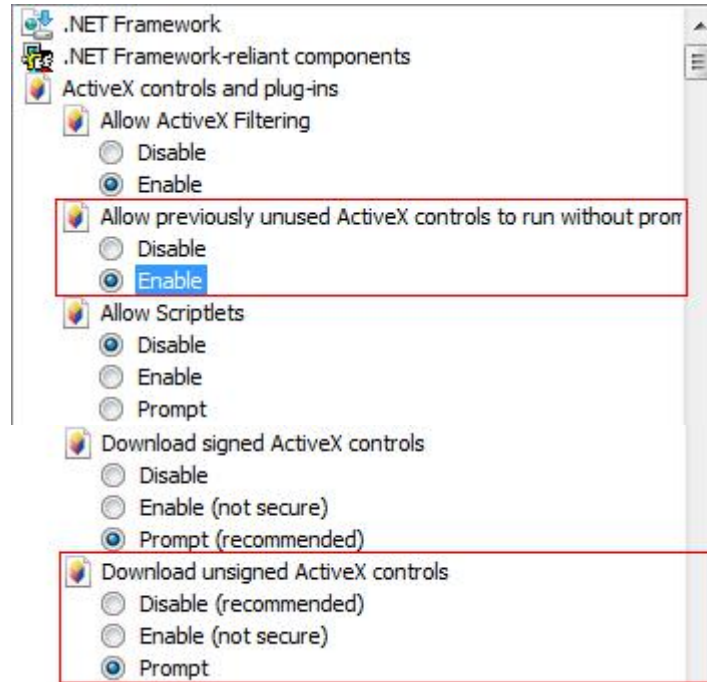 .NET Framework
.NET Framework-reliant components
ActiveX controls and plug-ins
Allow ActiveX Filtering
Disable
Enable
Allow previously unused ActiveX controls to run without prom
Disable
Enable
Allow Scriptlets
Disable
Enable
Prompt
Download signed ActiveX controls
Disable
Enable (not secure)
Prompt (recommended)
Download unsigned ActiveX controls
Disable (recommended)
Enable (not secure)
Prompt